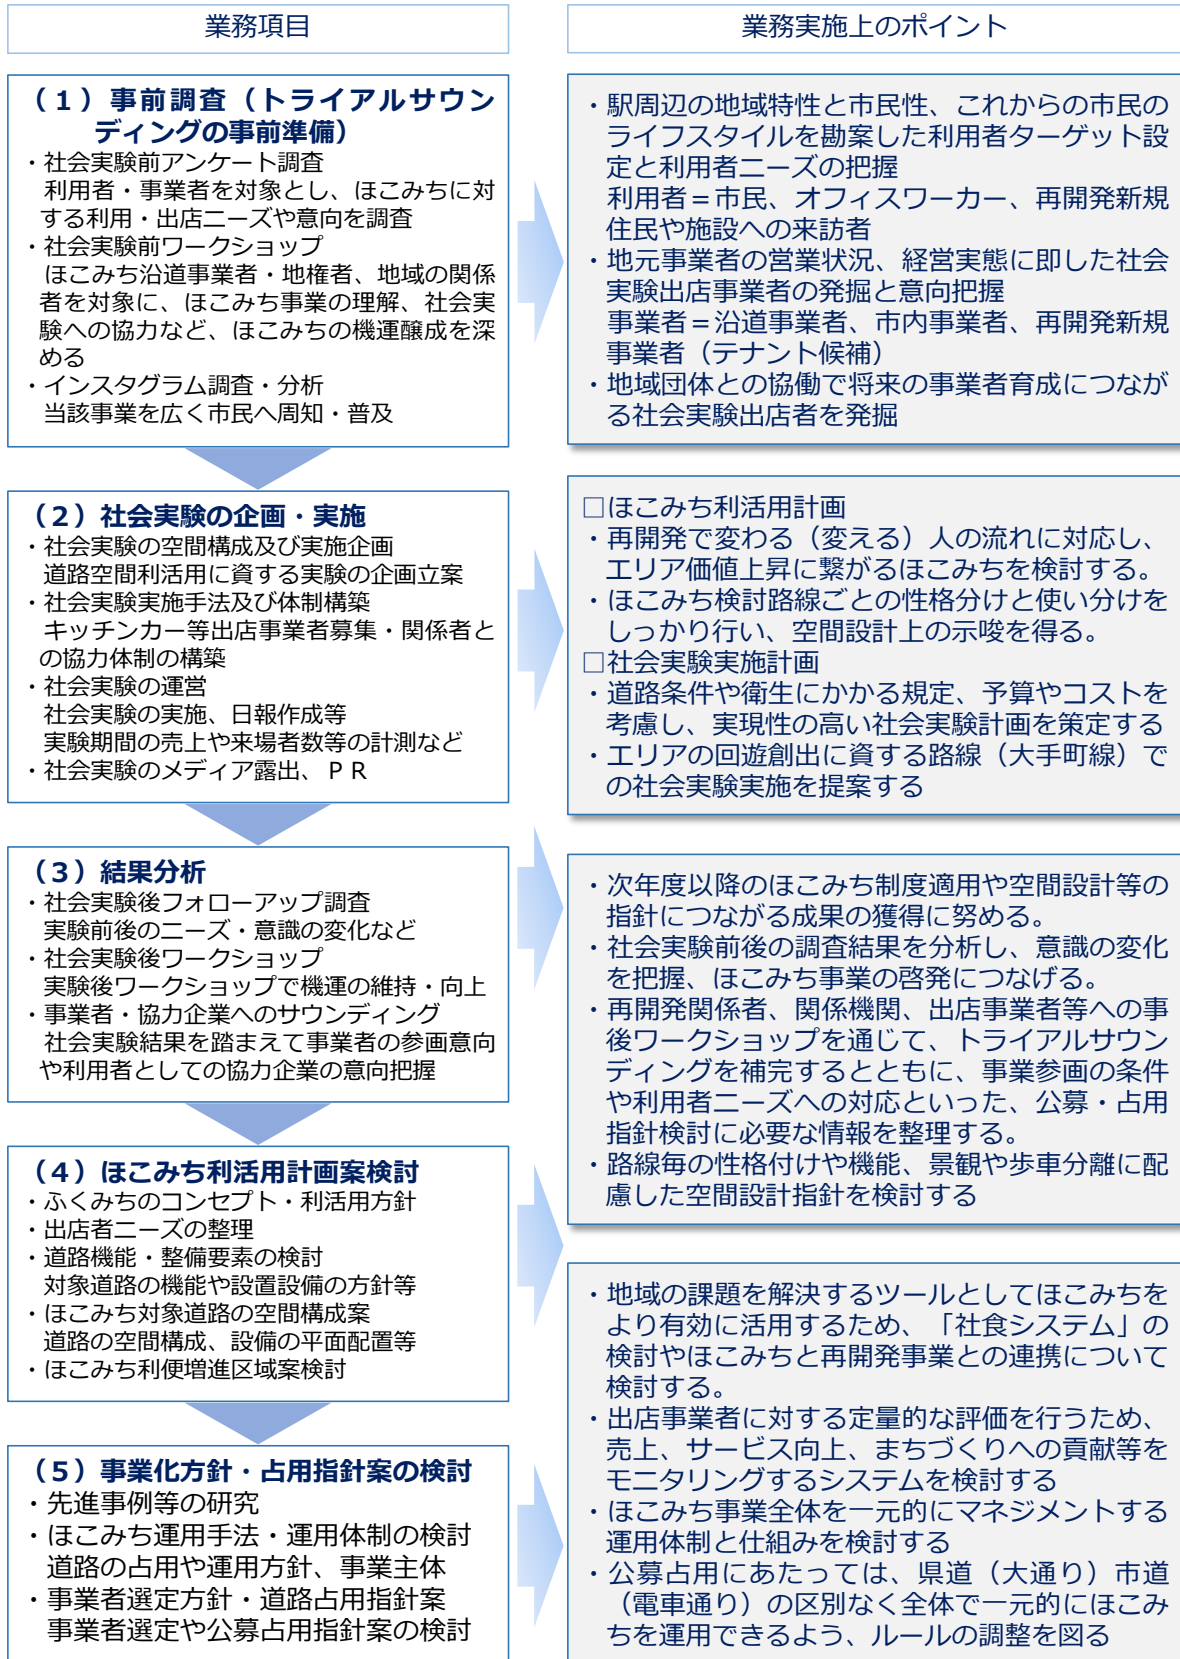 業務項目
業務実施上のポイント
（１）事前調査（トライアルサウン
ディングの事前準備）
・社会実験前アンケート調査
利用者・事業者を対象とし、ほこみちに対
する利用・出店ニーズや意向を調査
・社会実験前ワークショップ
ほこみち沿道事業者・地権者、地域の関係
者を対象に、ほこみち事業の理解、社会実
験への協力など、ほこみちの機運醸成を深
める
・インスタグラム調査・分析
当該事業を広く市民へ周知・普及
・駅周辺の地域特性と市民性、これからの市民の
ライフスタイルを勘案した利用者ターゲット設
定と利用者ニーズの把握
利用者＝市民、オフィスワーカー、再開発新規
住民や施設への来訪者
・地元事業者の営業状況、経営実態に即した社会
実験出店事業者の発掘と意向把握
事業者＝沿道事業者、市内事業者、再開発新規
事業者（テナント候補）
・地域団体との協働で将来の事業者育成につなが
る社会実験出店者を発掘
（２）社会実験の企画・実施
・社会実験の空間構成及び実施企画
道路空間利活用に資する実験の企画立案
・社会実験実施手法及び体制構築
キッチンカー等出店事業者募集・関係者と
の協力体制の構築
・社会実験の運営
社会実験の実施、日報作成等
実験期間の売上や来場者数等の計測など
・社会実験のメディア露出、ＰＲ
□ほこみち利活用計画
・再開発で変わる（変える）人の流れに対応し、
エリア価値上昇に繋がるほこみちを検討する。
・ほこみち検討路線ごとの性格分けと使い分けを
しっかり行い、空間設計上の示唆を得る。
□社会実験実施計画
・道路条件や衛生にかかる規定、予算やコストを
考慮し、実現性の高い社会実験計画を策定する
・エリアの回遊創出に資する路線（大手町線）で
の社会実験実施を提案する
（３）結果分析
・社会実験後フォローアップ調査
実験前後のニーズ・意識の変化など
・社会実験後ワークショップ
実験後ワークショップで機運の維持・向上
・事業者・協力企業へのサウンディング
社会実験結果を踏まえて事業者の参画意向
や利用者としての協力企業の意向把握
・次年度以降のほこみち制度適用や空間設計等の
指針につながる成果の獲得に努める。
・社会実験前後の調査結果を分析し、意識の変化
を把握、ほこみち事業の啓発につなげる。
・再開発関係者、関係機関、出店事業者等への事
後ワークショップを通じて、トライアルサウン
ディングを補完するとともに、事業参画の条件
や利用者ニーズへの対応といった、公募・占用
指針検討に必要な情報を整理する。
・路線毎の性格付けや機能、景観や歩車分離に配
慮した空間設計指針を検討する
（４）ほこみち利活用計画案検討
・ふくみちのコンセプト・利活用方針
・出店者ニーズの整理
・道路機能・整備要素の検討
対象道路の機能や設置設備の方針等
・ほこみち対象道路の空間構成案
道路の空間構成、設備の平面配置等
・ほこみち利便増進区域案検討
・地域の課題を解決するツールとしてほこみちを
より有効に活用するため、「社食システム」の
検討やほこみちと再開発事業との連携について
検討する。
・出店事業者に対する定量的な評価を行うため、
売上、サービス向上、まちづくりへの貢献等を
モニタリングするシステムを検討する
・ほこみち事業全体を一元的にマネジメントする
運用体制と仕組みを検討する
・公募占用にあたっては、県道（大通り）市道
（電車通り）の区別なく全体で一元的にほこみ
ちを運用できるよう、ルールの調整を図る
（５）事業化方針・占用指針案の検討
・先進事例等の研究
・ほこみち運用手法・運用体制の検討
道路の占用や運用方針、事業主体
・事業者選定方針・道路占用指針案
事業者選定や公募占用指針案の検討